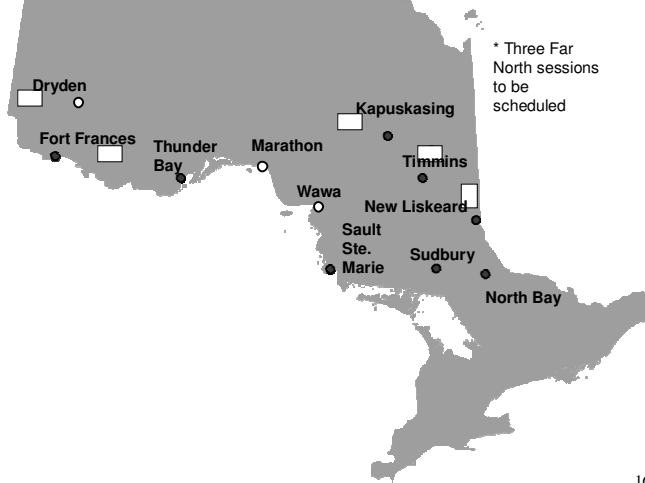 * Three Far
North sessions
to be
scheduled
Dryden
Kapuskasing
Fort Frances
Thunder
Bay
Marathon
Timmins
Wawa
New Liskeard
Sault
Ste.
Marie
Sudbury
North Bay